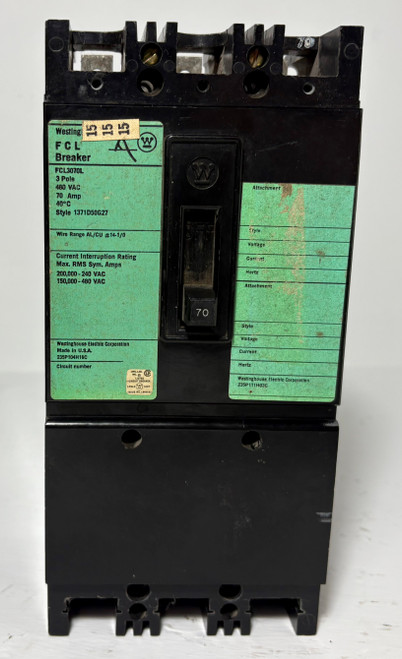 70
15
15
15
Westing
FCL
Breaker
W
FCL3070L
3 Pole
480 VAC
70 Amp
40°C
Style 1371D50G27
Wire Range AL/CU #14-1/0
Current Interruption Rating
Max. RMS Sym. Amps
200,000-240 VAC
150,000-480 VAC
Westinghouse Electric Corporation
Made in U.S.A.
Circuit number
W
70
Attachment
Style
Voltage
Current
Hertz
Attachment
Style
Voltage
Current
Hertz
Westinghouse Electric Corporation